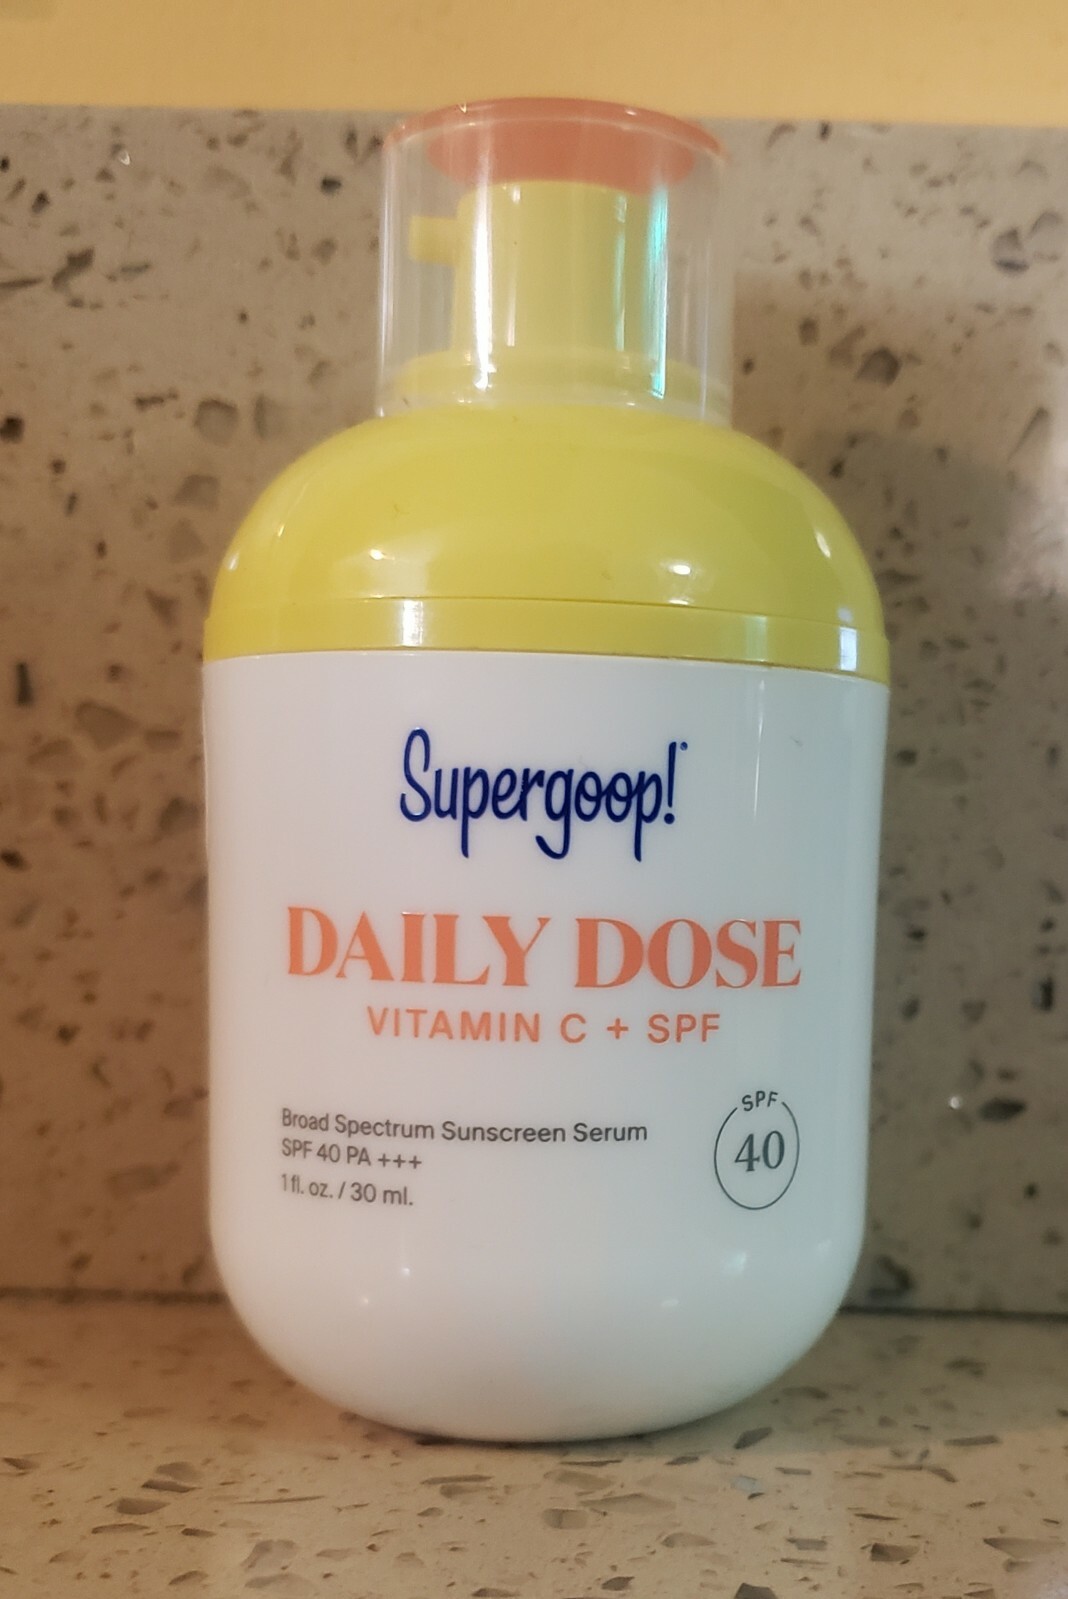 Supergoop!
DAILY DOSE
VITAMIN C + SPF
Broad Spectrum Sunscreen Serum
SPF 40 PA +++
1 fl. oz. / 30 ml.
SPF
40